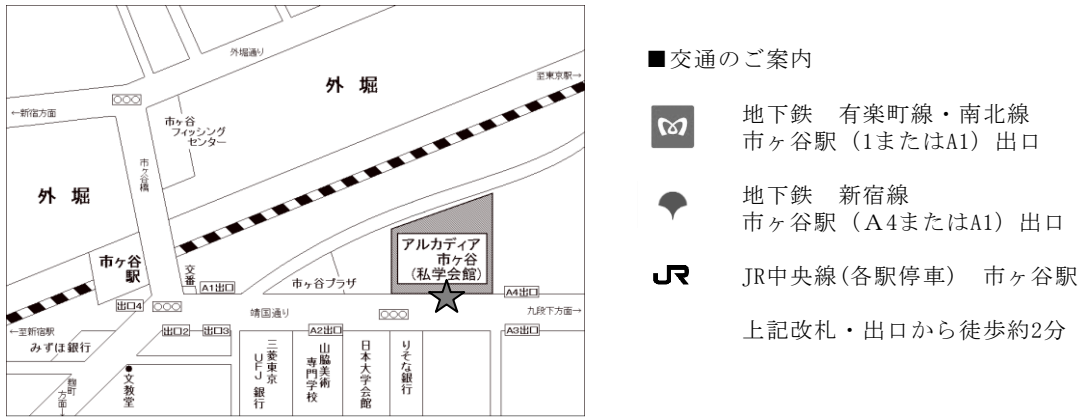 外堀通り
至東京駅→
外 堀
←新宿方面
市ヶ谷
フィッシング
センター
市ヶ谷橋
外 堀
アルカディア
市ヶ谷
(私学会館)
市ヶ谷
駅
交番
A1出口
市ヶ谷プラザ
A4出口
出口4
靖国通り
九段下方面→
←至新宿駅
出口2
出口3
A2出口
A3出口
みずほ銀行
麹町方面
文教堂
三菱東京
UFJ 銀行
山脇美術
専門学校
日本大学会館
りそな銀行
■交通のご案内
地下鉄　有楽町線・南北線
市ヶ谷駅（1またはA1）出口
地下鉄　新宿線
市ヶ谷駅（A4またはA1）出口
JR
JR中央線(各駅停車)　市ヶ谷駅
上記改札・出口から徒歩約2分